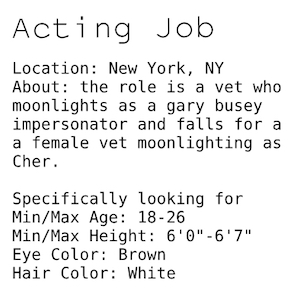 Acting Job
Location: New York, NY
About: the role is a vet who
moonlights as a gary busey
impersonator and falls for a
a female vet moonlighting as
Cher.
Specifically looking for
Min/Max Age: 18-26
Min/Max Height: 6'0"-6'7"
Eye Color: Brown
Hair Color: White